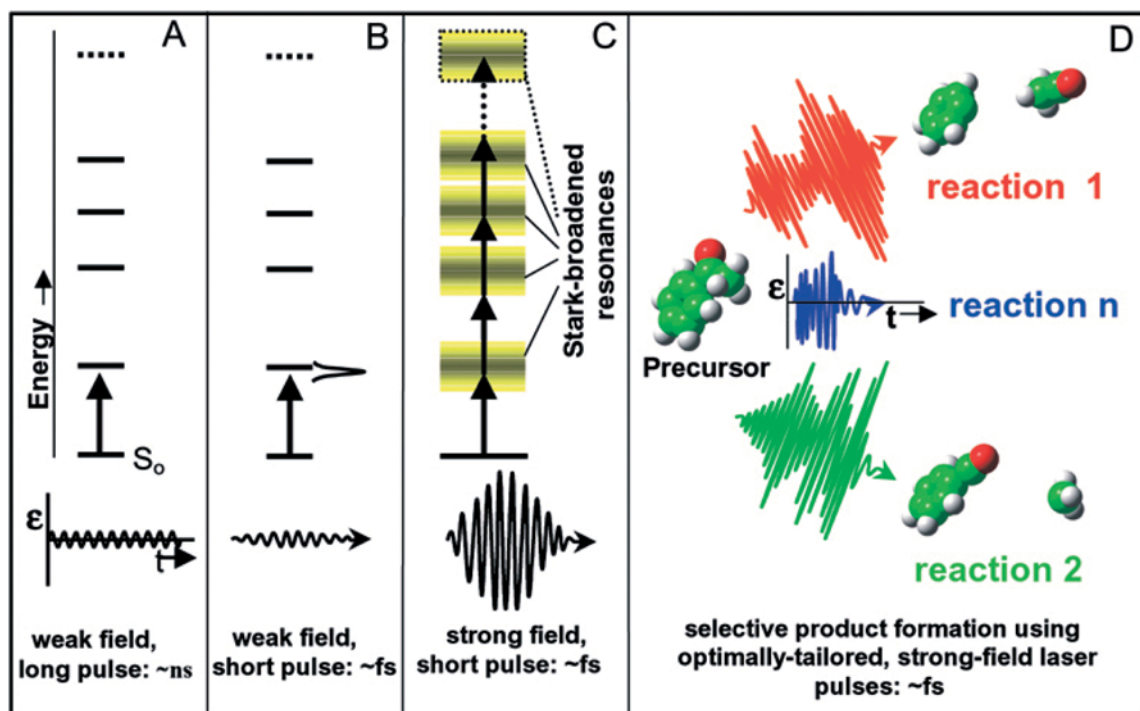 A
B
C
D
Energy
S₀
ε
t
weak field,
long pulse: ~ns
weak field,
short pulse: ~fs
Stark-broadened
resonances
strong field,
short pulse: ~fs
reaction 1
Precursor
ε
t
reaction n
reaction 2
selective product formation using
optimally-tailored, strong-field laser
pulses: ~fs